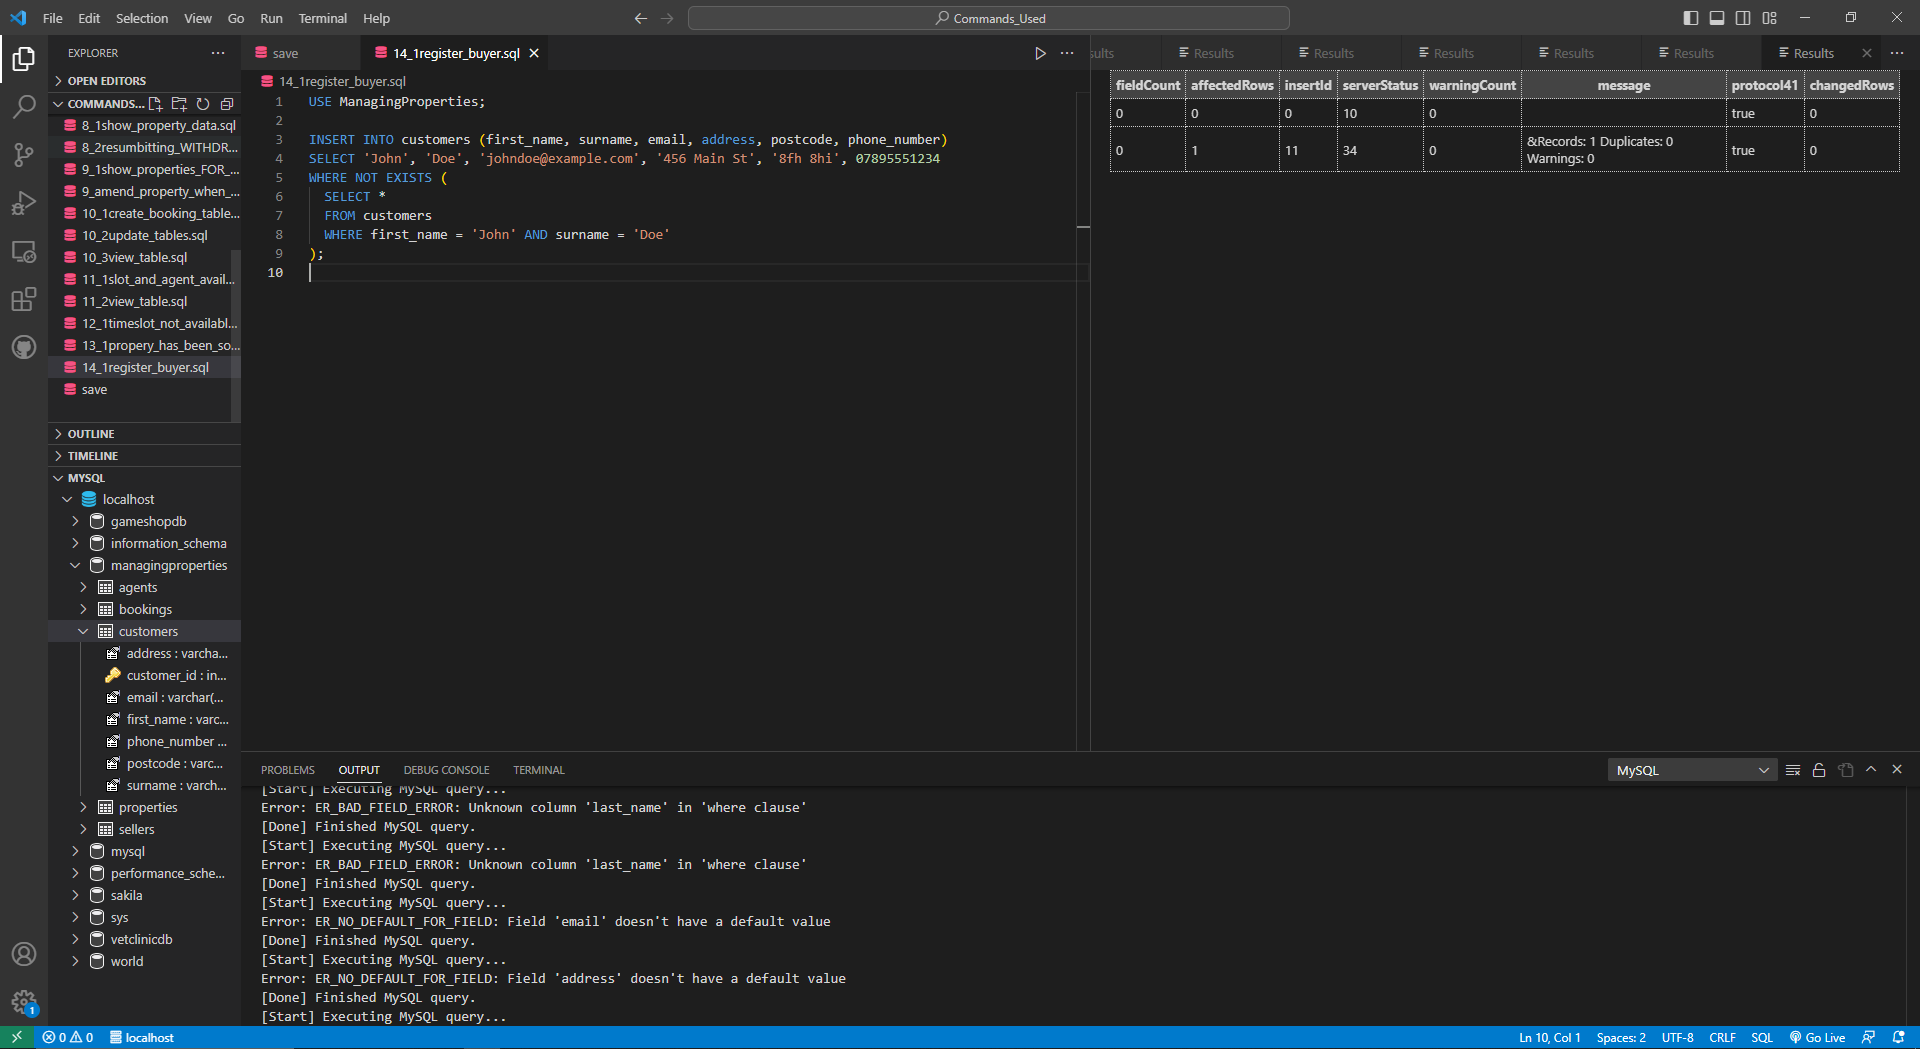 File Edit Selection View Go Run Terminal Help
Commands_Used
EXPLORER
OPEN EDITORS
COMMANDS...
8_1show_property_data.sql
8_2resumbitting_WITHDR...
9_1show_properties_FOR_...
9_amend_property_when_...
10_1create_booking_table...
10_2update_tables.sql
10_3view_table.sql
11_1slot_and_agent_avail...
11_2view_table.sql
12_1timeslot_not_availabl...
13_1propery_has_been_so...
14_1register_buyer.sql
save
OUTLINE
TIMELINE
MYSQL
localhost
gameshopdb
information_schema
managingproperties
agents
bookings
customers
address : varcha...
customer_id : in...
email : varchar(...
first_name : varc...
phone_number ...
postcode : varc...
surname : varch...
properties
sellers
mysql
performance_sche...
sakila
sys
vetclinicdb
world
save 14_1register_buyer.sql
14_1register_buyer.sql
1 USE ManagingProperties;
2
3 INSERT INTO customers (first_name, surname, email, address, postcode, phone_number)
4 SELECT 'John', 'Doe', 'johndoe@example.com', '456 Main St', '8fh 8hi', 07895551234
5 WHERE NOT EXISTS (
6 SELECT *
7 FROM customers
8 WHERE first_name = 'John' AND surname = 'Doe'
9 );
10
ults Results Results Results Results Results Results
fieldCount affectedRows insertId serverStatus warningCount message protocol41 changedRows
0 0 0 10 0 true 0
0 1 11 34 0 &Records: 1 Duplicates: 0 Warnings: 0 true 0
PROBLEMS OUTPUT DEBUG CONSOLE TERMINAL
MySQL
[Start] Executing MySQL query...
Error: ER_BAD_FIELD_ERROR: Unknown column 'last_name' in 'where clause'
[Done] Finished MySQL query.
[Start] Executing MySQL query...
Error: ER_BAD_FIELD_ERROR: Unknown column 'last_name' in 'where clause'
[Done] Finished MySQL query.
[Start] Executing MySQL query...
Error: ER_NO_DEFAULT_FOR_FIELD: Field 'email' doesn't have a default value
[Done] Finished MySQL query.
[Start] Executing MySQL query...
Error: ER_NO_DEFAULT_FOR_FIELD: Field 'address' doesn't have a default value
[Done] Finished MySQL query.
[Start] Executing MySQL query...
1
0 0 localhost
Ln 10, Col 1 Spaces: 2 UTF-8 CRLF SQL Go Live